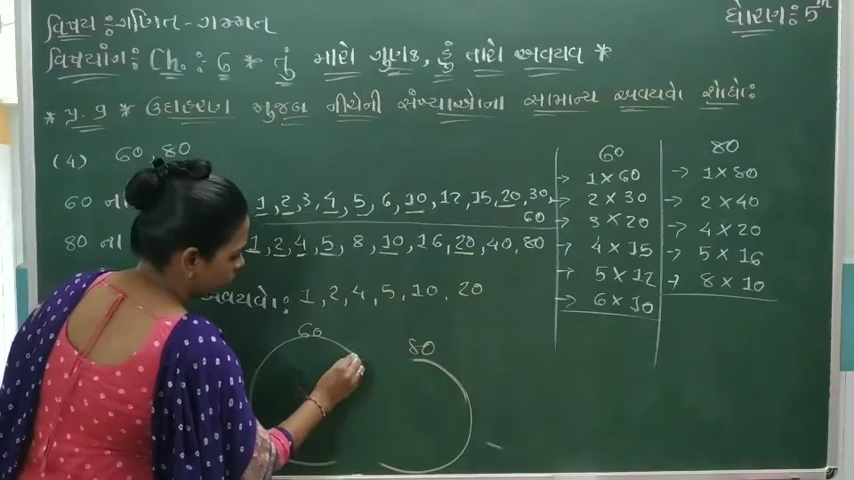 વિષય : ગણિત - ગમ્મત
ધોરણ : 5th
વિષયાંગ : Ch. : 6 * તું મારો ગુણક, હું તારો અવયવ *
* પ્ર. 9 * ઉદાહરણ મુજબ નીચેની સંખ્યાઓના સામાન્ય અવયવો શોધો :
(4) 60, 80
60 ના 1, 2, 3, 4, 5, 6, 10, 12, 15, 20, 30,
60
80 ના 1, 2, 4, 5, 8, 10, 16, 20, 40, 80
અવયવો : 1, 2, 4, 5, 10, 20
60
80
60
→ 1 × 60
→ 2 × 30
→ 3 × 20
→ 4 × 15
→ 5 × 12
→ 6 × 10
80
→ 1 × 80
→ 2 × 40
→ 4 × 20
→ 5 × 16
→ 8 × 10